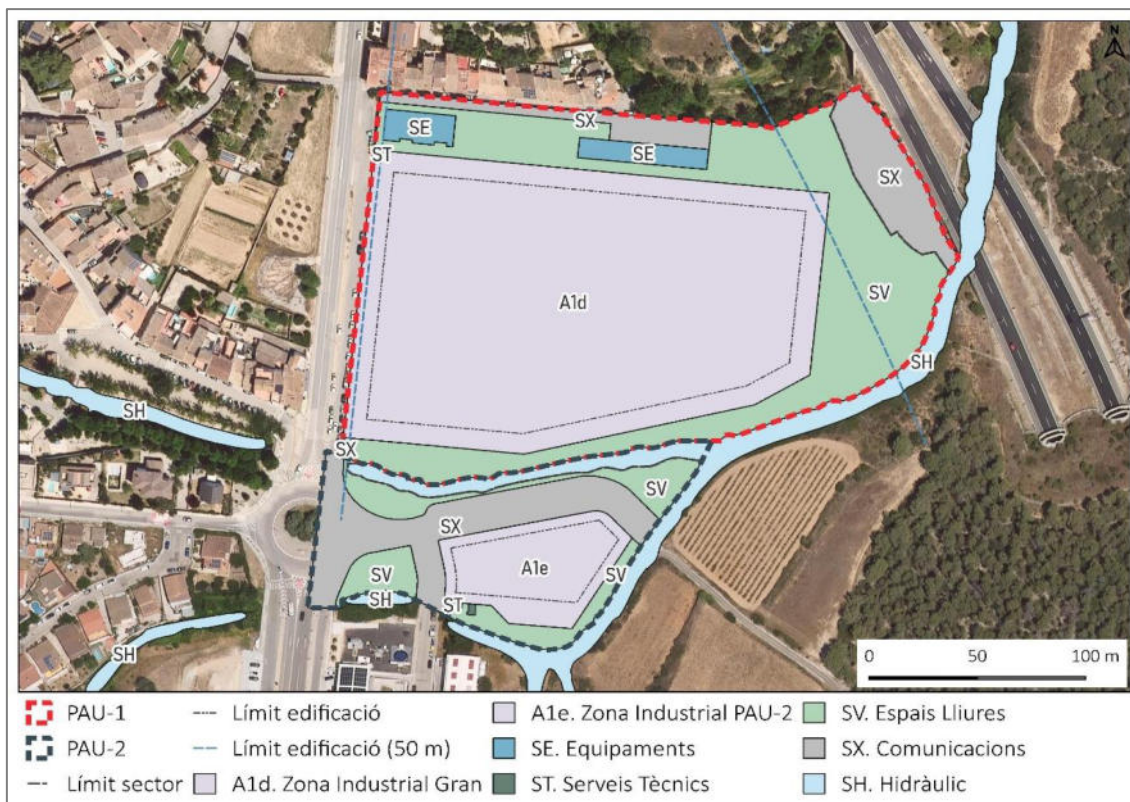 N
SE
SX
SE
ST
SX
A1d
SV
SH
SH
SX
SV
SX
A1e
SV
SV
SH
ST
SH
0 50 100 m
PAU-1
Límit edificació
A1e. Zona Industrial PAU-2
SV. Espais Lliures
PAU-2
Límit edificació (50 m)
SE. Equipaments
SX. Comunicacions
Límit sector
A1d. Zona Industrial Gran
ST. Serveis Tècnics
SH. Hidràulic